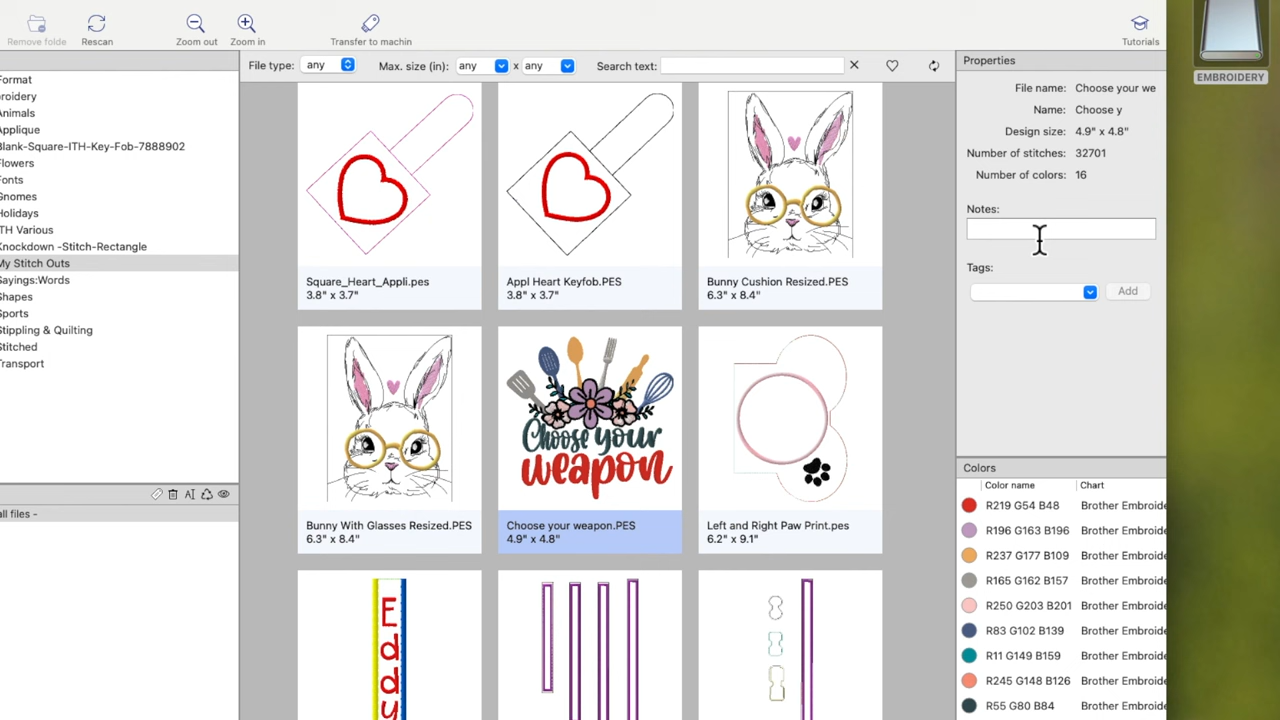 Remove folde
Rescan
Zoom out
Zoom in
Transfer to machin
Tutorials
File type: any
Max. size (in): any x any
Search text:
Format
roidery
Animals
Applique
Blank-Square-ITH-Key-Fob-7888902
Flowers
Fonts
Gnomes
Holidays
TH Various
Knockdown -Stitch-Rectangle
My Stitch Outs
Sayings:Words
Shapes
Sports
Stippling & Quilting
Stitched
Transport
all files -
Square_Heart_Appli.pes
3.8" x 3.7"
Appl Heart Keyfob.PES
3.8" x 3.7"
Bunny Cushion Resized.PES
6.3" x 8.4"
Bunny With Glasses Resized.PES
6.3" x 8.4"
Choose your
weapon
Choose your weapon.PES
4.9" x 4.8"
Left and Right Paw Print.pes
6.2" x 9.1"
E
d
d
y
Properties
File name: Choose your we
Name: Choose y
Design size: 4.9" x 4.8"
Number of stitches: 32701
Number of colors: 16
Notes:
Tags:
Add
Colors
Color name Chart
R219 G54 B48 Brother Embroide
R196 G163 B196 Brother Embroide
R237 G177 B109 Brother Embroide
R165 G162 B157 Brother Embroide
R250 G203 B201 Brother Embroide
R83 G102 B139 Brother Embroide
R11 G149 B159 Brother Embroide
R245 G148 B126 Brother Embroide
R55 G80 B84 Brother Embroide
EMBROIDERY